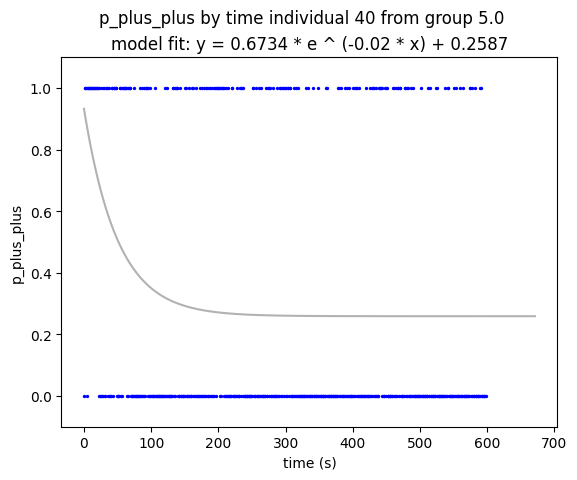 p_plus_plus by time individual 40 from group 5.0
model fit: y = 0.6734 * e ^ (-0.02 * x) + 0.2587
1.0
0.8
0.6
0.4
0.2
0.0
p_plus_plus
0 100 200 300 400 500 600 700
time (s)